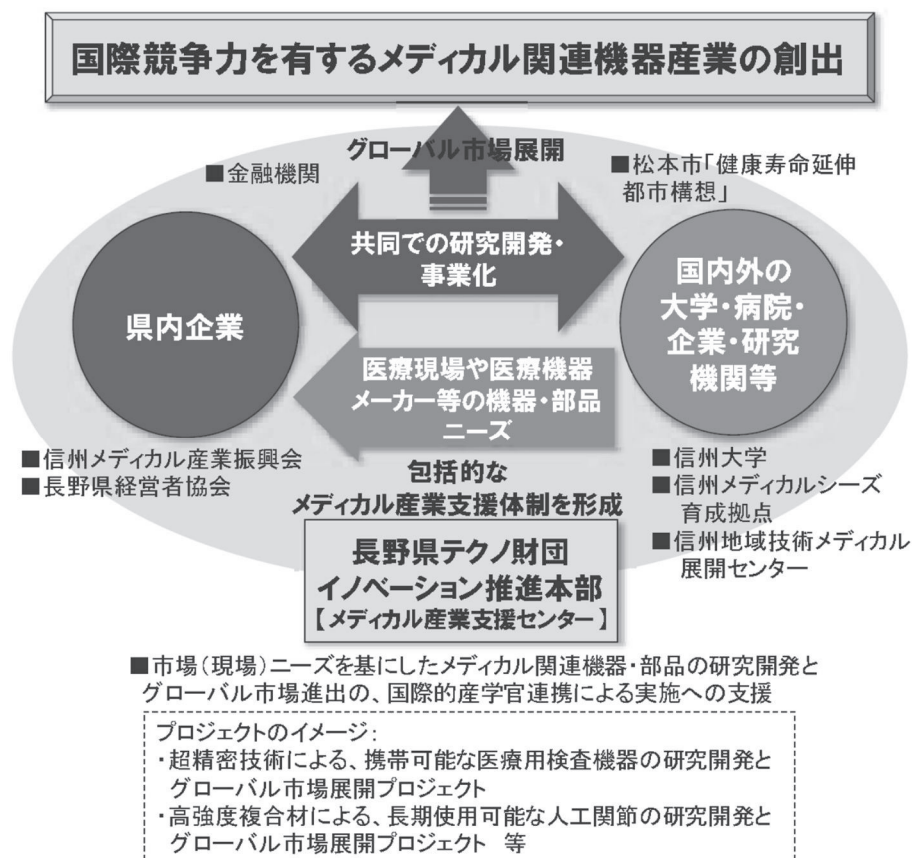 国際競争力を有するメディカル関連機器産業の創出
グローバル市場展開
■金融機関
■松本市「健康寿命延伸
都市構想」
共同での研究開発・
事業化
県内企業
国内外の
大学・病院・
企業・研究
機関等
医療現場や医療機器
メーカー等の機器・部品
ニーズ
■信州メディカル産業振興会
■長野県経営者協会
■信州大学
■信州メディカルシーズ
育成拠点
■信州地域技術メディカル
展開センター
包括的な
メディカル産業支援体制を形成
長野県テクノ財団
イノベーション推進本部
【メディカル産業支援センター】
■市場(現場)ニーズを基にしたメディカル関連機器・部品の研究開発と
グローバル市場進出の、国際的産学官連携による実施への支援
プロジェクトのイメージ:
・超精密技術による、携帯可能な医療用検査機器の研究開発と
グローバル市場展開プロジェクト
・高強度複合材による、長期使用可能な人工関節の研究開発と
グローバル市場展開プロジェクト 等